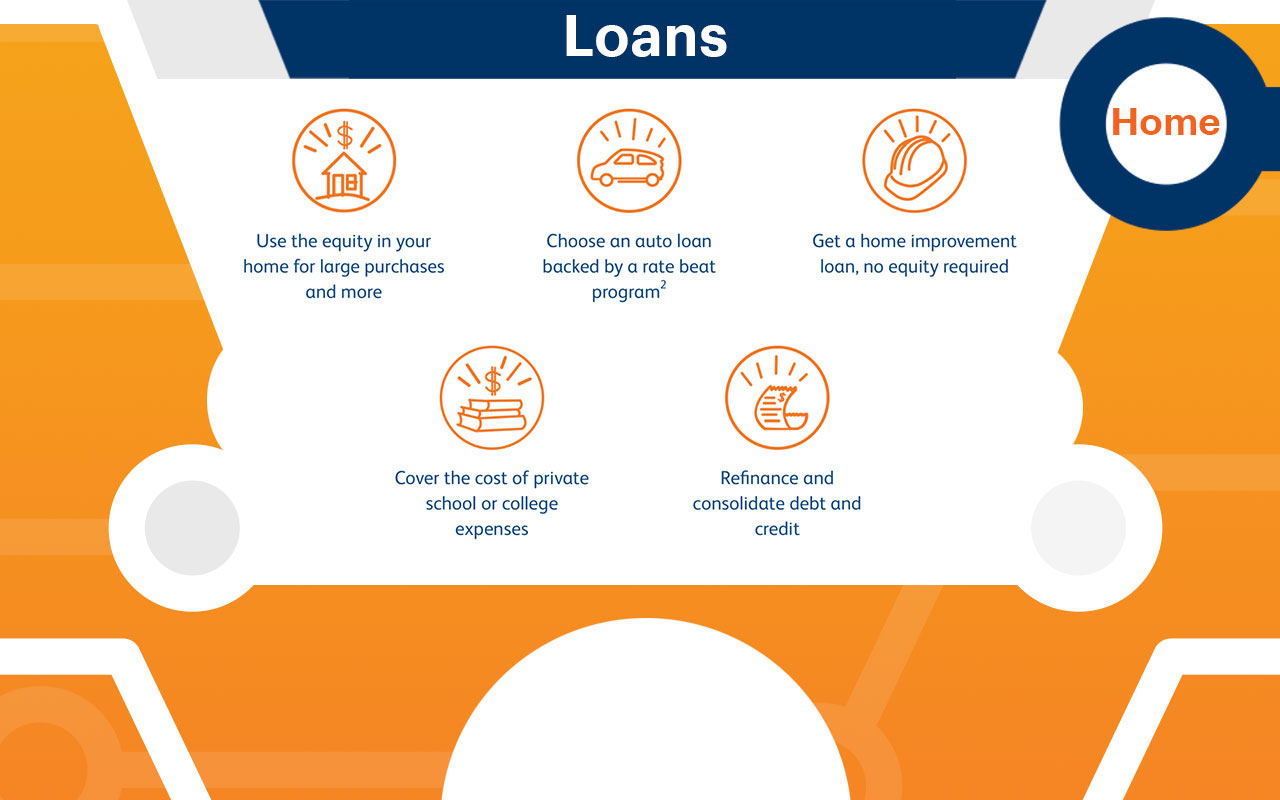 Loans
Home
Use the equity in your
home for large purchases
and more
Choose an auto loan
backed by a rate beat
program²
Get a home improvement
loan, no equity required
Cover the cost of private
school or college
expenses
Refinance and
consolidate debt and
credit